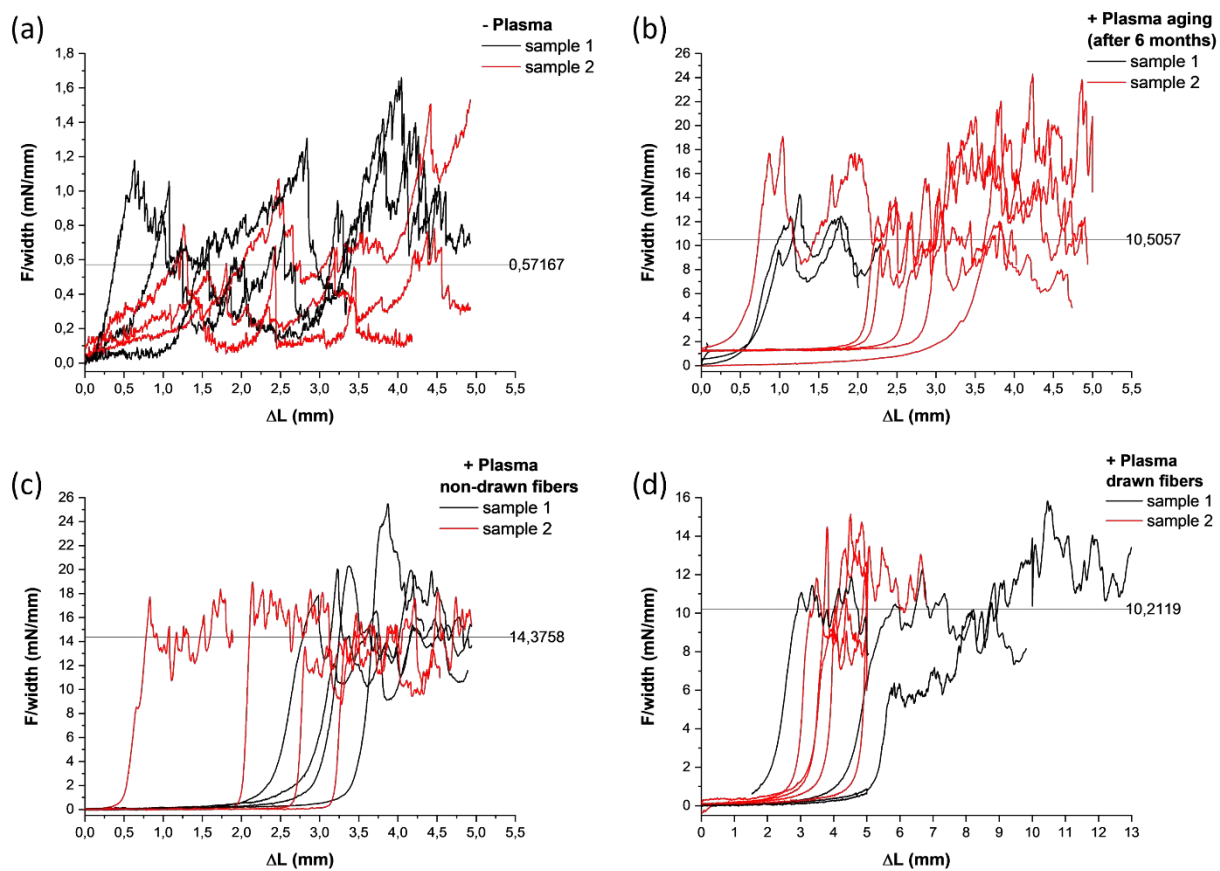 (a)
- Plasma
sample 1
sample 2
1,8
1,6
1,4
1,2
1,0
0,8
0,6
0,4
0,2
0,0
F/width (mN/mm)
0,57167
0,0 0,5 1,0 1,5 2,0 2,5 3,0 3,5 4,0 4,5 5,0 5,5
ΔL (mm)
(b)
+ Plasma aging
(after 6 months)
sample 1
sample 2
26
24
22
20
18
16
14
12
10
8
6
4
2
0
F/width (mN/mm)
10,5057
0,0 0,5 1,0 1,5 2,0 2,5 3,0 3,5 4,0 4,5 5,0 5,5
ΔL (mm)
(c)
+ Plasma
non-drawn fibers
sample 1
sample 2
26
24
22
20
18
16
14
12
10
8
6
4
2
0
F/width (mN/mm)
14,3758
0,0 0,5 1,0 1,5 2,0 2,5 3,0 3,5 4,0 4,5 5,0 5,5
ΔL (mm)
(d)
+ Plasma
drawn fibers
sample 1
sample 2
16
14
12
10
8
6
4
2
0
F/width (mN/mm)
10,2119
0 1 2 3 4 5 6 7 8 9 10 11 12 13
ΔL (mm)